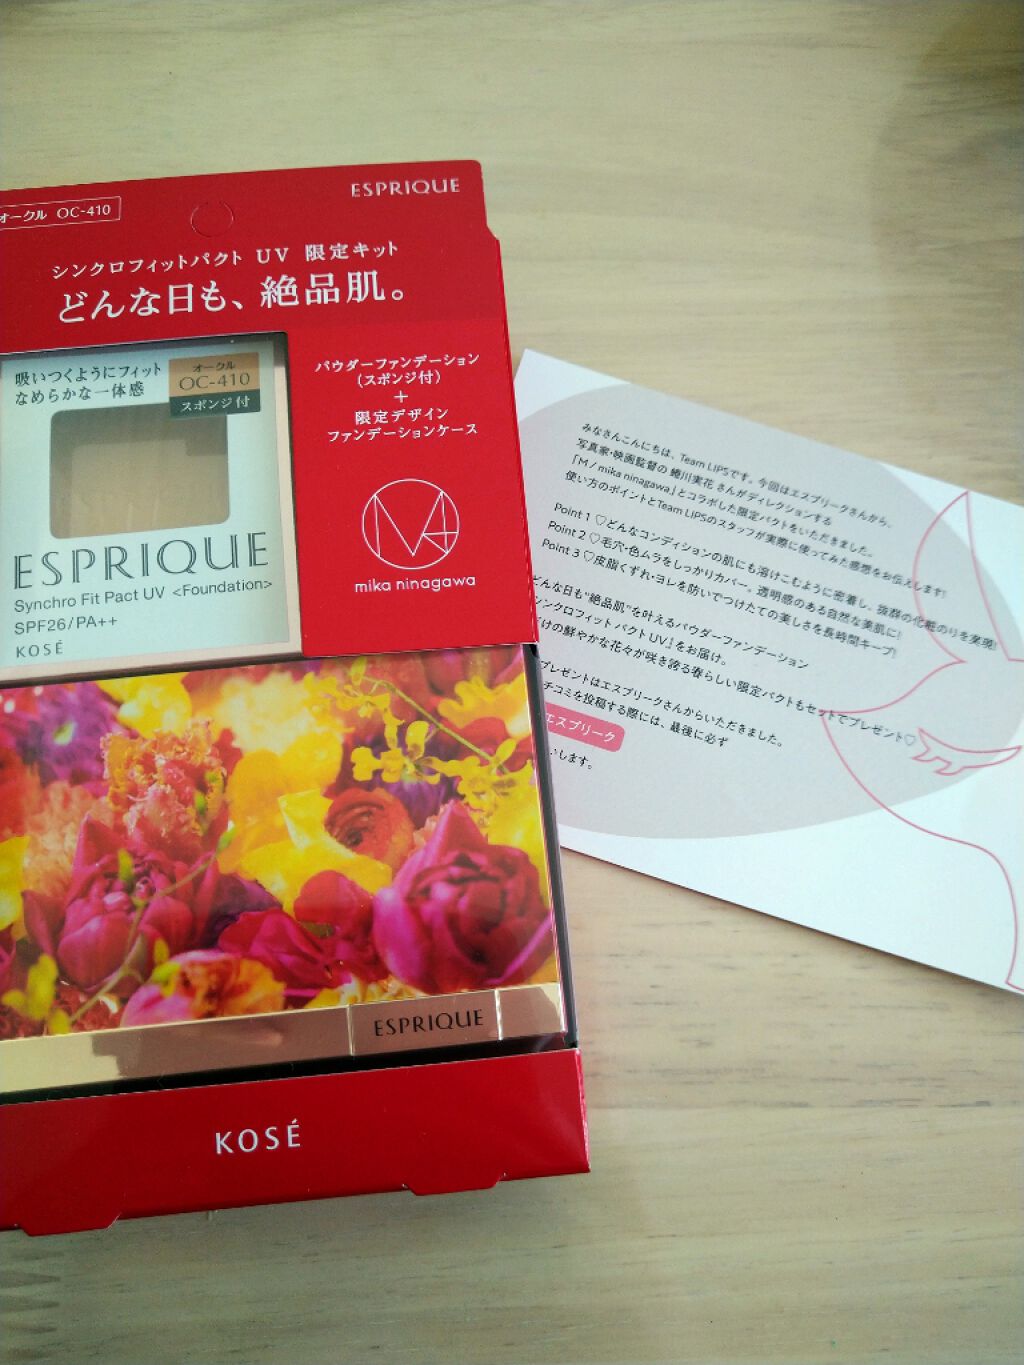 オークル OC-410
ESPRIQUE
シンクロフィットパクト UV 限定キット
どんな日も、絶品肌。
吸いつくようにフィット
なめらかな一体感
オークル
OC-410
スポンジ付
ESPRIQUE
Synchro Fit Pact UV <Foundation>
SPF26/PA++
KOSÉ
パウダーファンデーション
(スポンジ付)
+
限定デザイン
ファンデーションケース
M
mika ninagawa
ESPRIQUE
KOSÉ
みなさんこんにちは、Team LIPSです。今回はエスプリークさんから、
写真家・映画監督の 蜷川実花 さんがディレクションする
「M / mika ninagawa」とコラボした限定パクトをいただきました。
使い方のポイントとTeam LIPSのスタッフが実際に使ってみた感想をお伝えします!
Point 1 ♡どんなコンディションの肌にも溶けこむように密着し、抜群の化粧のりを実現!
Point 2 ♡毛穴・色ムラをしっかりカバー。透明感のある自然な美肌に!
Point 3 ♡皮脂くずれ・ヨレを防いでつけたての美しさを長時間キープ!
どんな日も"絶品肌"を叶えるパウダーファンデーション
シンクロフィット パクト UV』をお届け。
けの鮮やかな花々が咲き誇る春らしい限定パクトもセットでプレゼント♡
プレゼントはエスプリークさんからいただきました。
チコミを投稿する際には、最後に必ず
エスプリーク
いします。